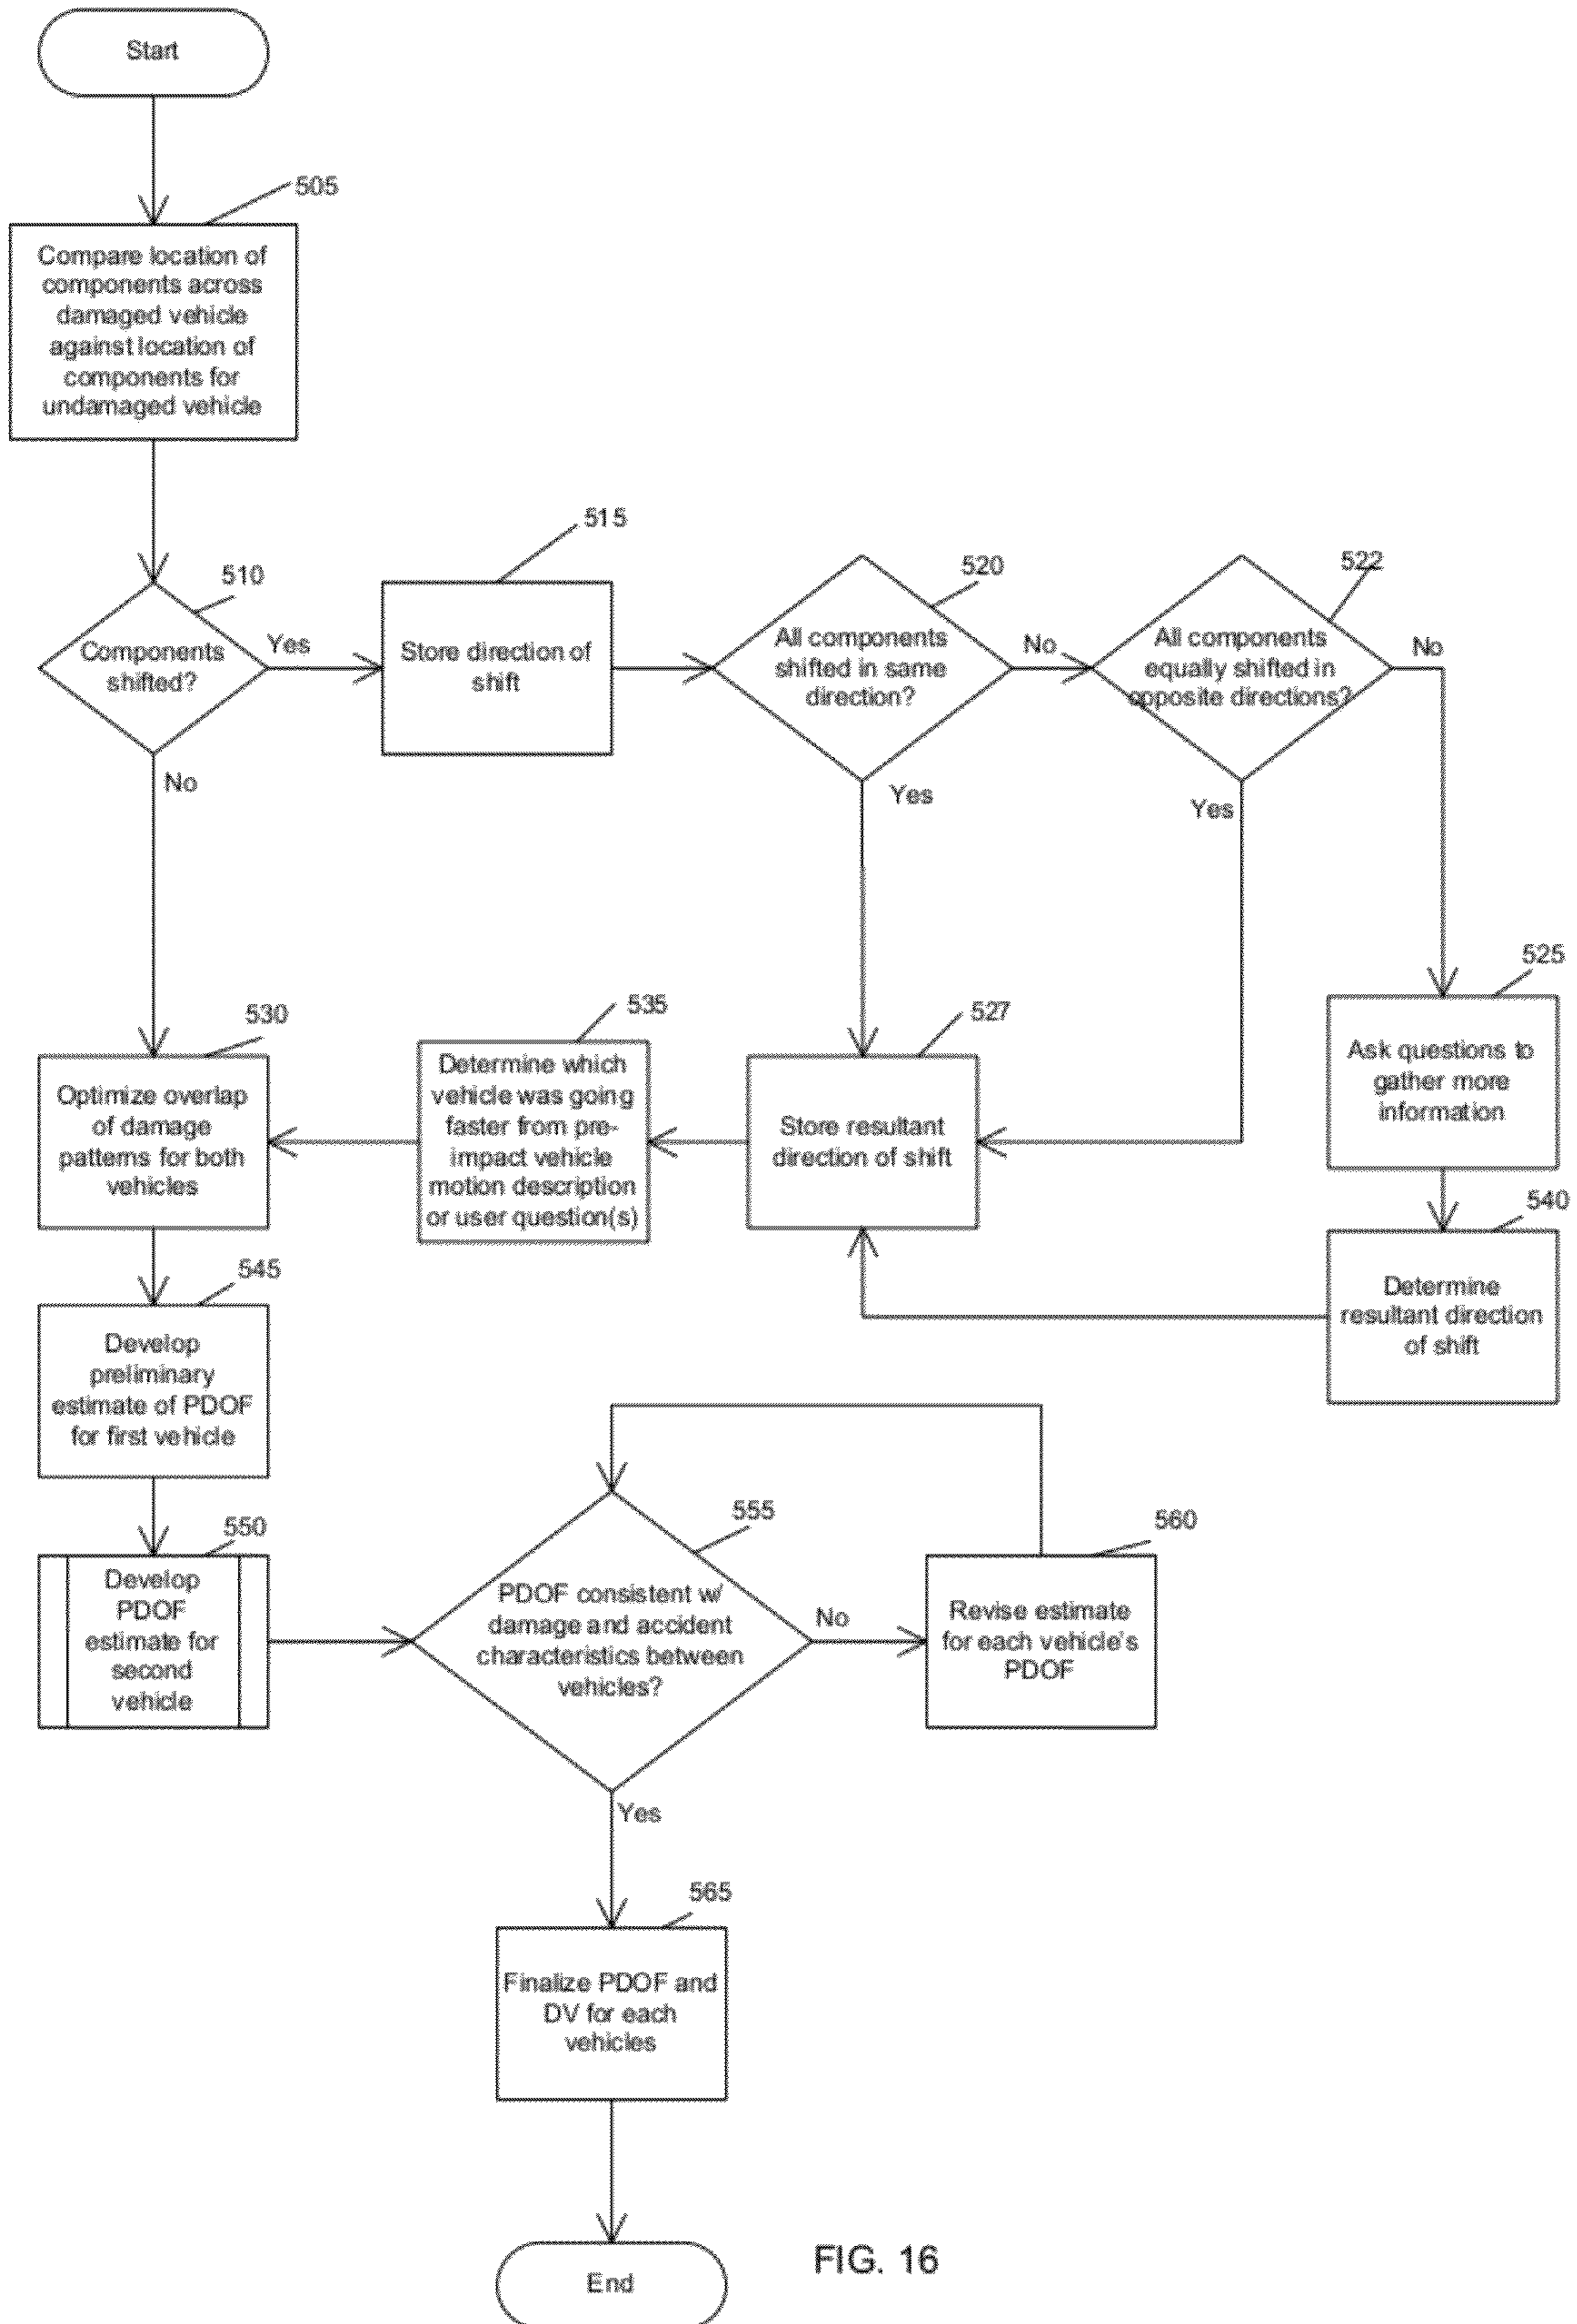 Start
505
Compare location of
components across
damaged vehicle
against location of
components for
undamaged vehicle
510
Components
shifted?
Yes
No
515
Store direction of
shift
520
All components
shifted in same
direction?
No
Yes
522
All components
equally shifted in
opposite directions?
No
Yes
525
Ask questions to
gather more
information
540
Determine
resultant direction
of shift
527
Store resultant
direction of shift
535
Determine which
vehicle was going
faster from pre-
impact vehicle
motion description
or user question(s)
530
Optimize overlap
of damage
patterns for both
vehicles
545
Develop
preliminary
estimate of PDOF
for first vehicle
550
Develop
PDOF
estimate for
second
vehicle
555
PDOF consistent w/
damage and accident
characteristics between
vehicles?
No
Yes
560
Revise estimate
for each vehicle's
PDOF
565
Finalize PDOF and
DV for each
vehicles
End
FIG. 16